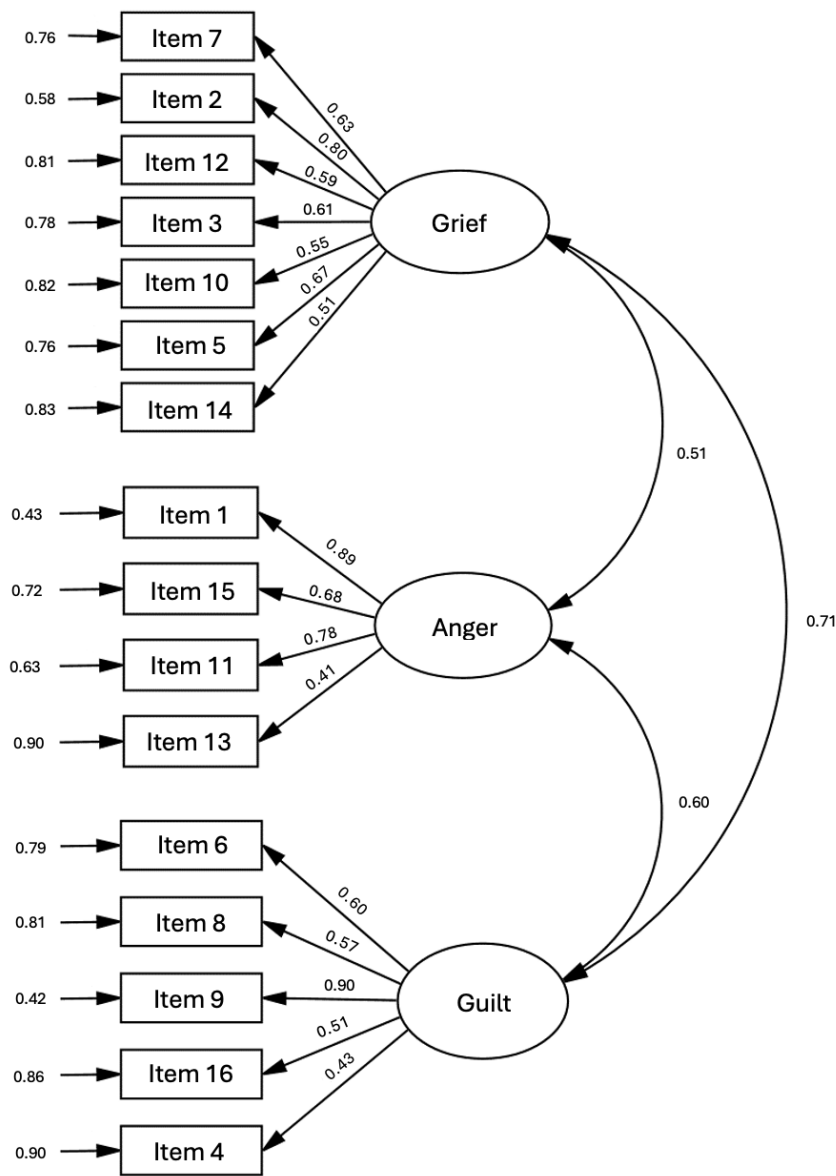 0.76 Item 7
0.63
0.58 Item 2
0.80
0.81 Item 12
0.59
0.78 Item 3
0.61
Grief
0.82 Item 10
0.55
0.76 Item 5
0.67
0.83 Item 14
0.51
0.51
0.43 Item 1
0.89
0.72 Item 15
0.68
Anger
0.63 Item 11
0.78
0.90 Item 13
0.41
0.71
0.60
0.79 Item 6
0.60
0.81 Item 8
0.57
0.42 Item 9
0.90
Guilt
0.86 Item 16
0.51
0.90 Item 4
0.43